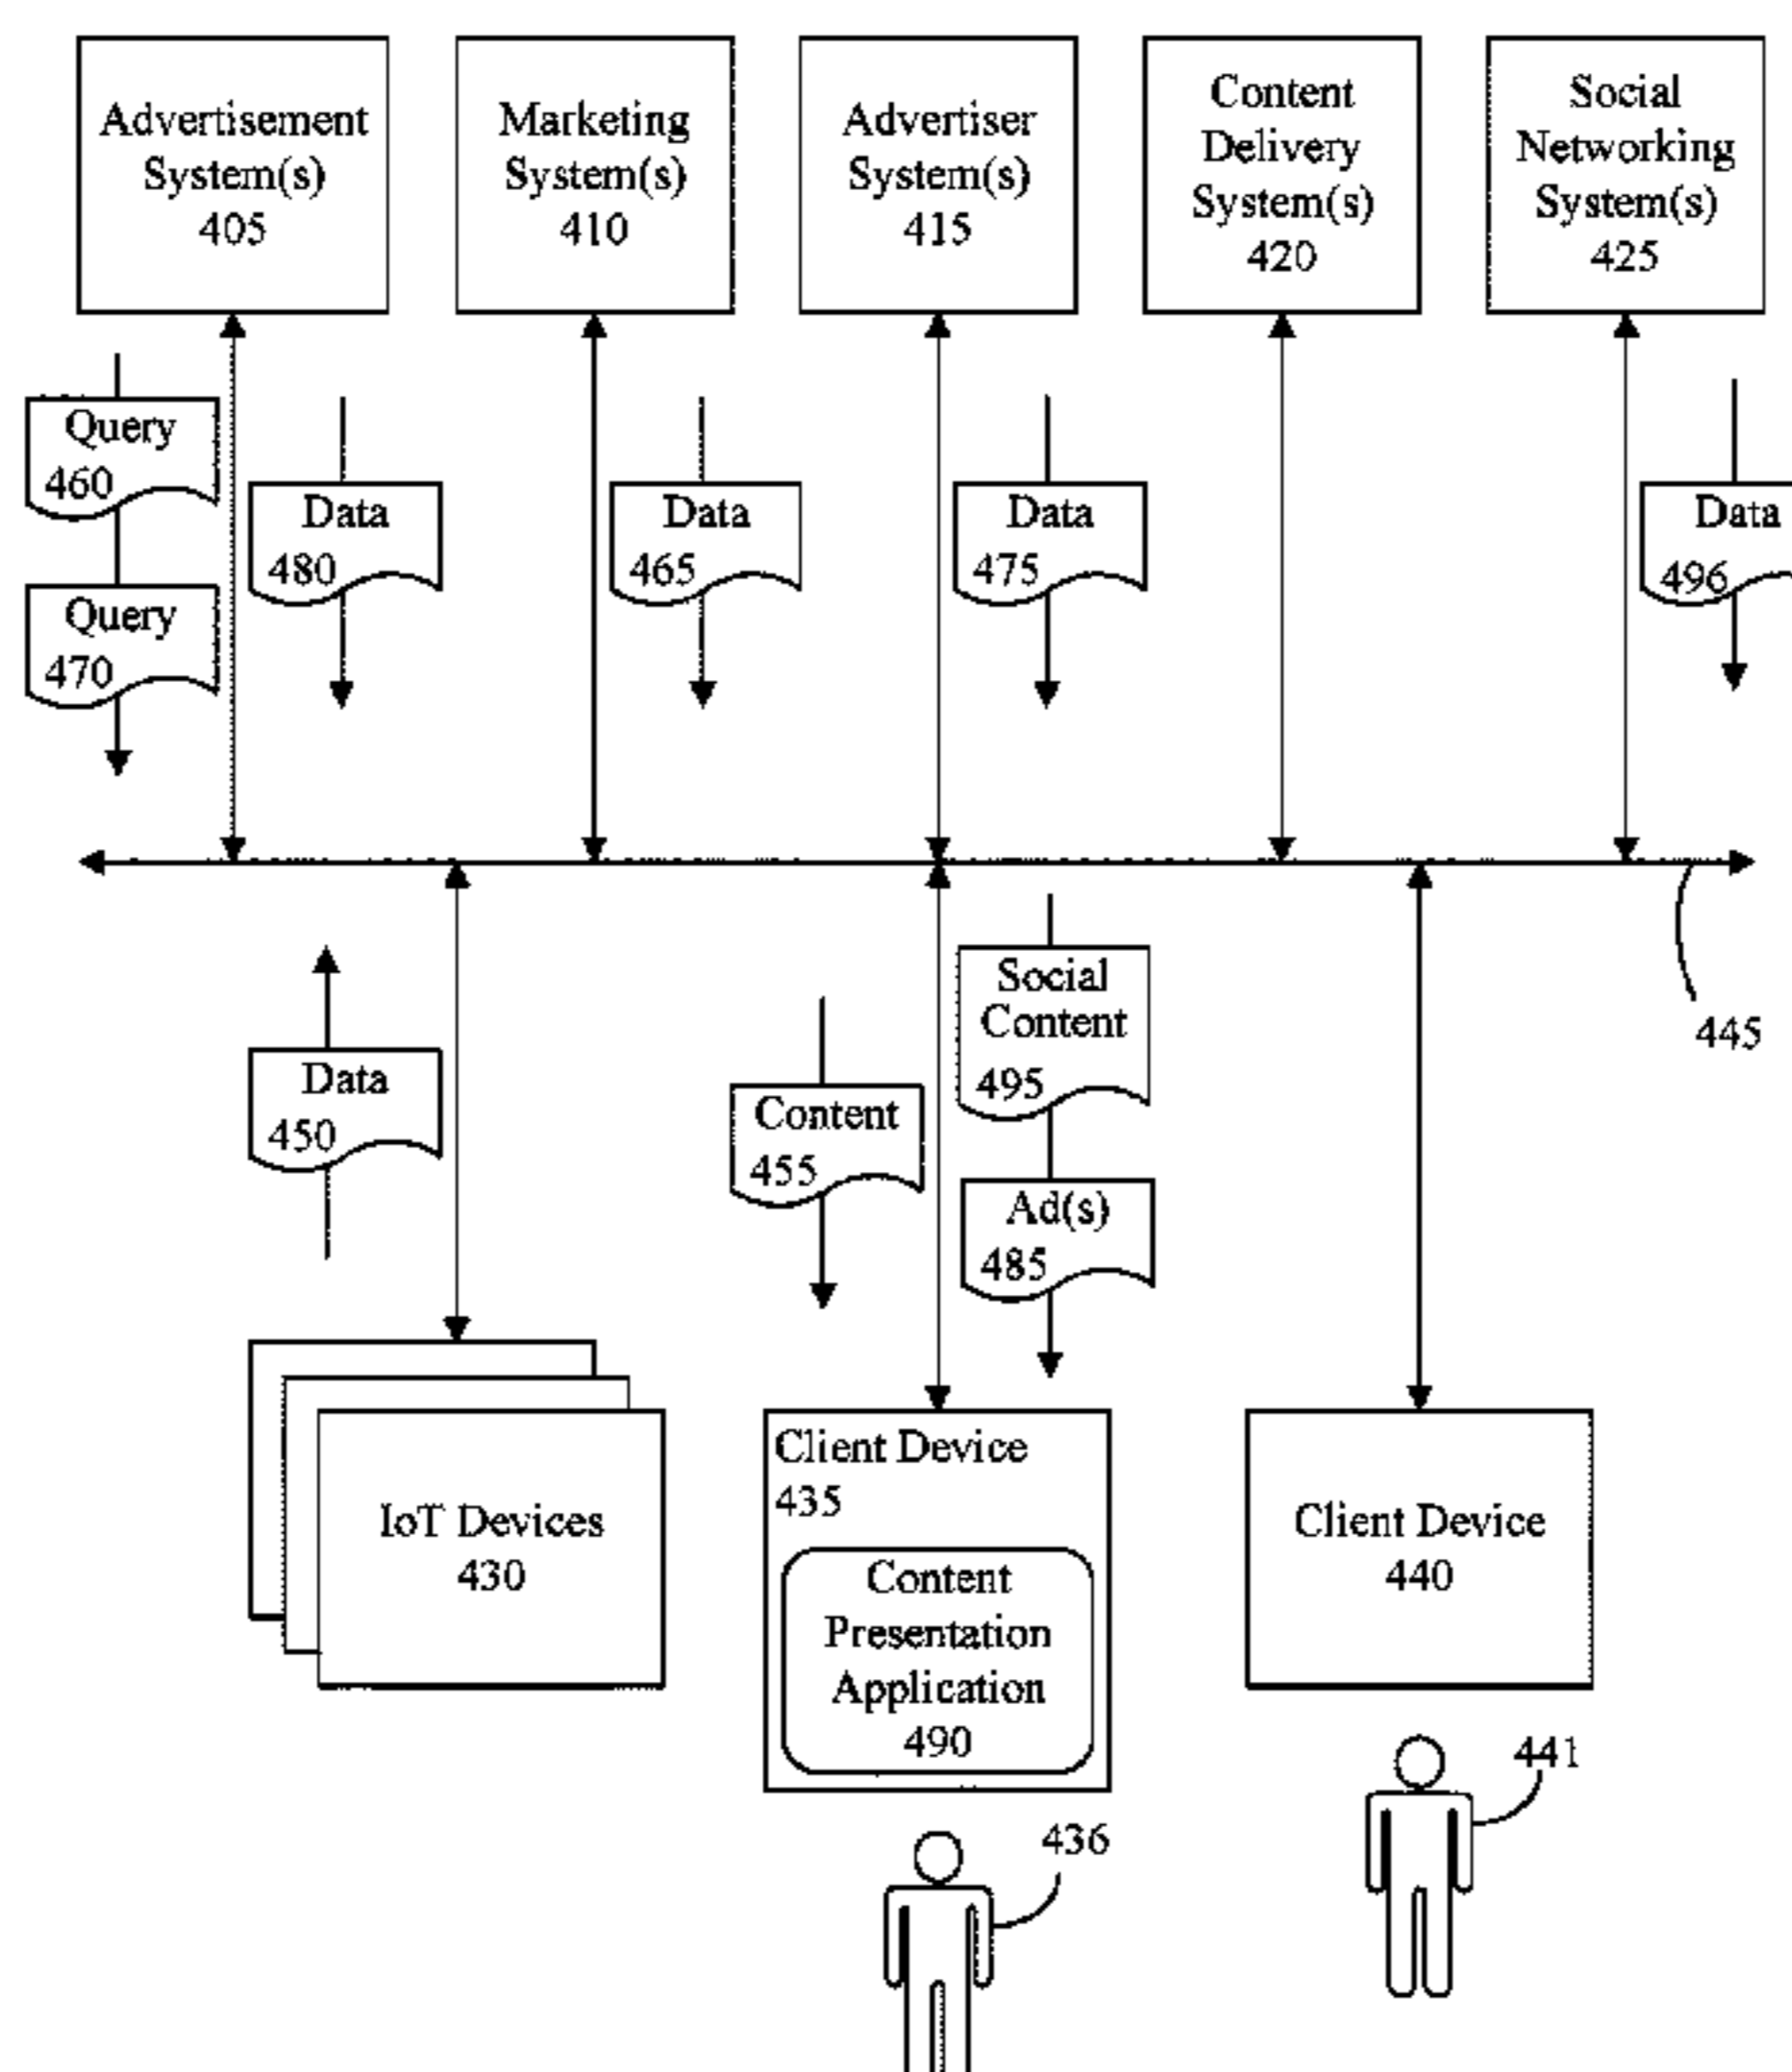 Advertisement
System(s)
405
Marketing
System(s)
410
Advertiser
System(s)
415
Content
Delivery
System(s)
420
Social
Networking
System(s)
425
Query
460
Query
470
Data
480
Data
465
Data
475
Data
496
445
Data
450
Content
455
Social
Content
495
Ad(s)
485
IoT Devices
430
Client Device
435
Content
Presentation
Application
490
Client Device
440
436
441